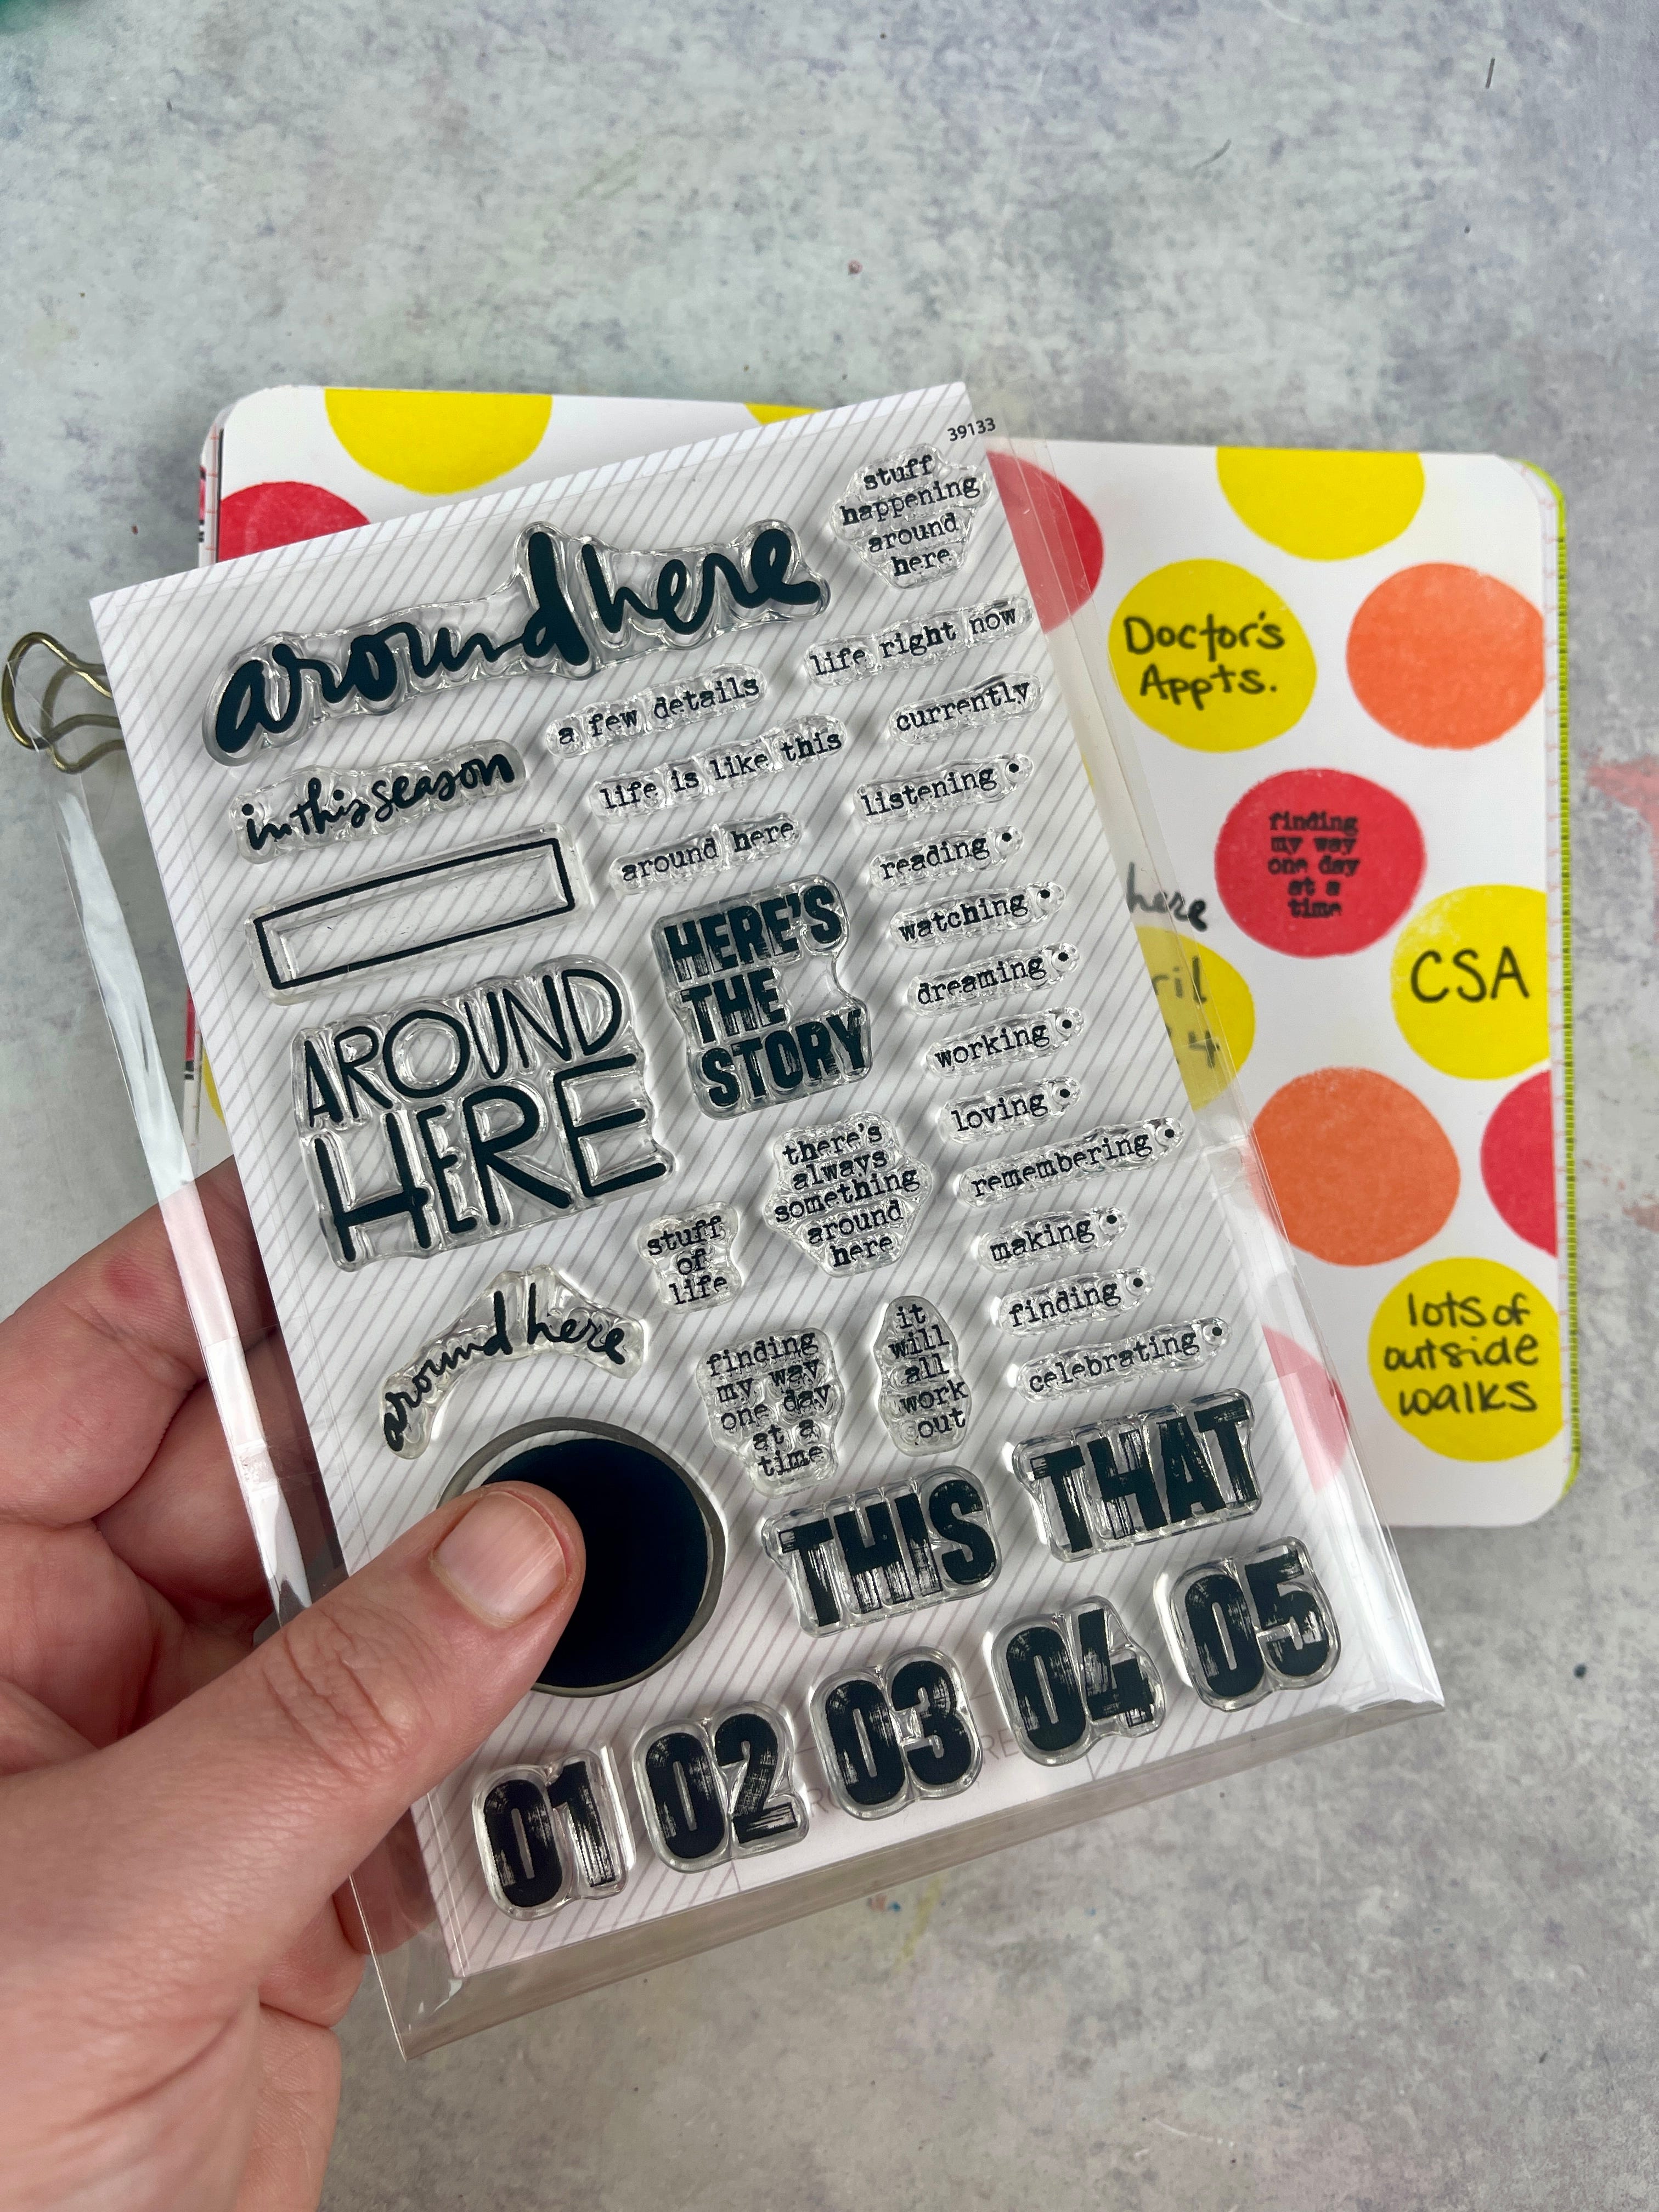 39133
stuff
happening
around
here
around here
life right now
a few details
currently
in this season
life is like this
listening
around here
reading
watching
HERE'S
THE
STORY
dreaming
AROUND
HERE
working
loving
there's
always
something
around
here
remembering
stuff
of
life
making
around here
finding
my way
one day
at a
time
it
will
all
work
out
finding
celebrating
THIS
THAT
01
02
03
04
05
Doctor's
Appts.
finding
my way
one day
at a
time
here
ril
4
CSA
lots of
outside
walks